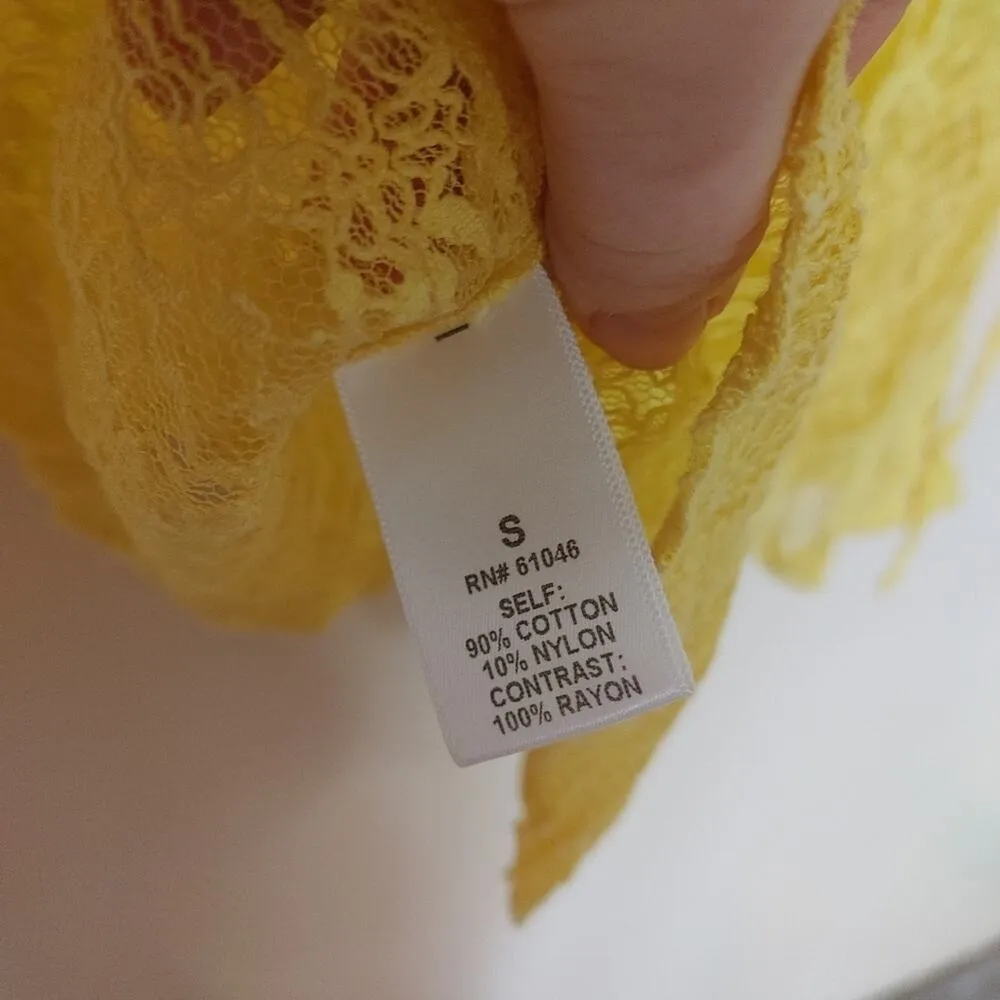 S
RN# 61046
SELF:
90% COTTON
10% NYLON
CONTRAST:
100% RAYON